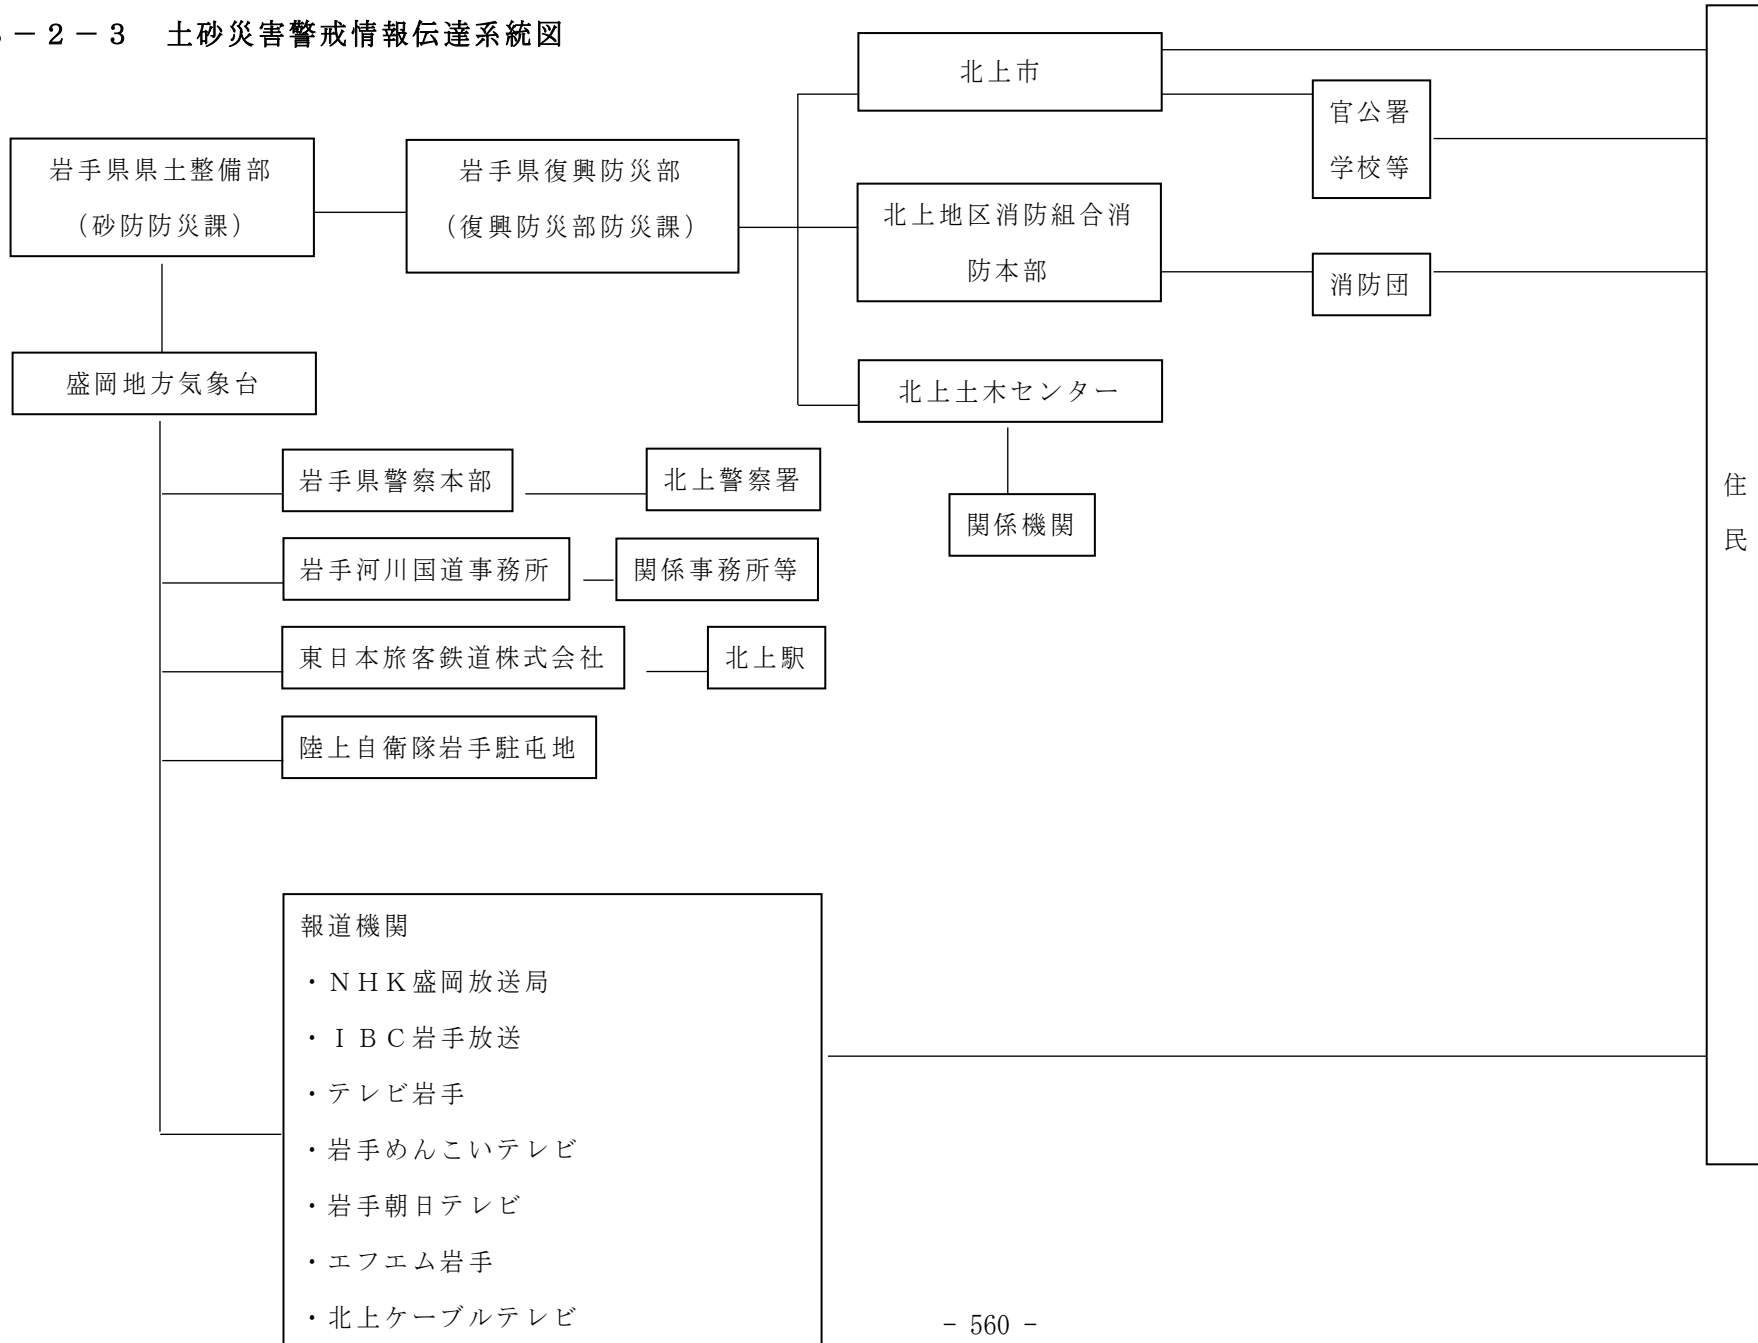 －２－３　土砂災害警戒情報伝達系統図
北上市
官公署
学校等
岩手県県土整備部
（砂防防災課）
岩手県復興防災部
（復興防災部防災課）
北上地区消防組合消
防本部
消防団
盛岡地方気象台
北上土木センター
岩手県警察本部
北上警察署
関係機関
住
民
岩手河川国道事務所
関係事務所等
東日本旅客鉄道株式会社
北上駅
陸上自衛隊岩手駐屯地
報道機関
・ＮＨＫ盛岡放送局
・ＩＢＣ岩手放送
・テレビ岩手
・岩手めんこいテレビ
・岩手朝日テレビ
・エフエム岩手
・北上ケーブルテレビ
- 560 -